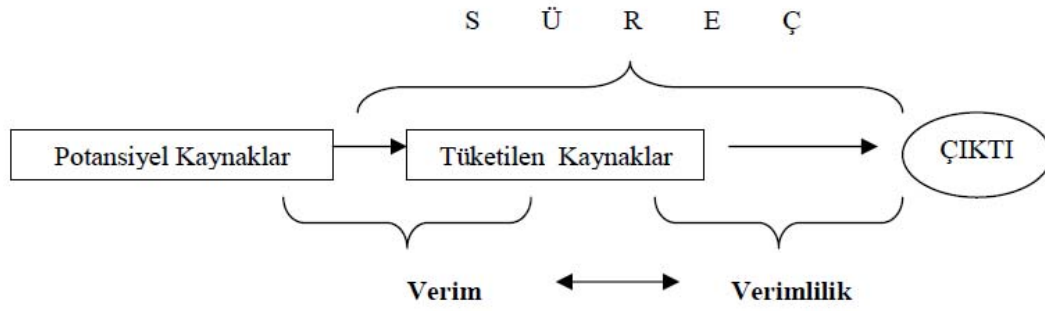 S Ü R E Ç
Potansiyel Kaynaklar
Tüketilen Kaynaklar
ÇIKTI
Verim
Verimlilik